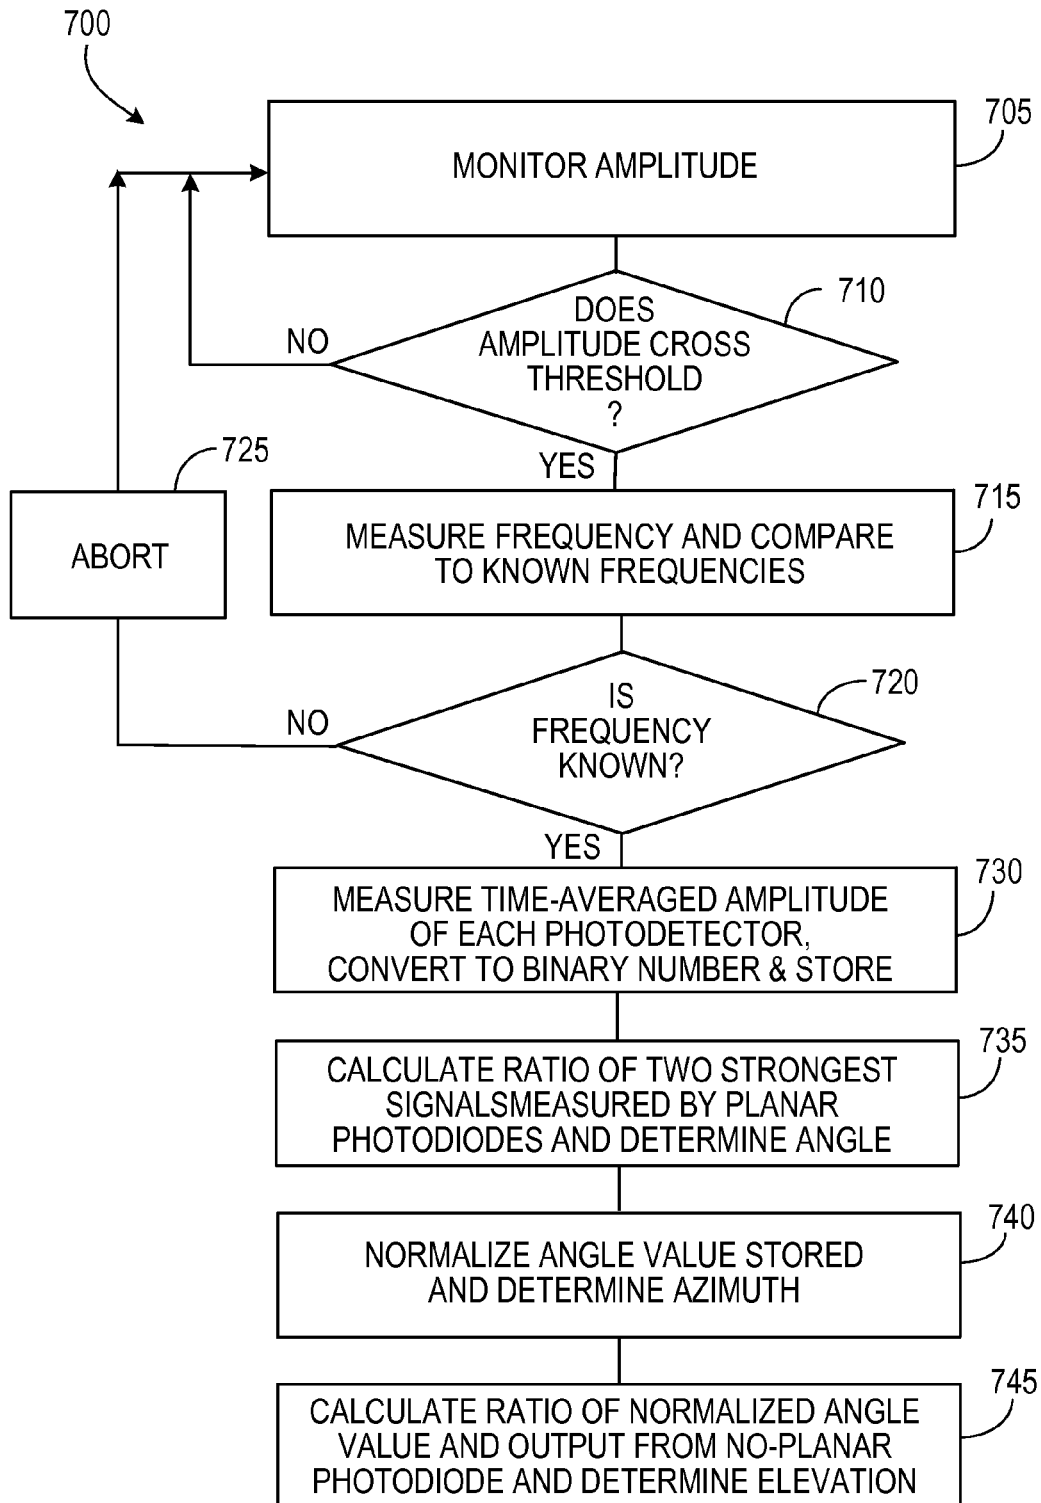 700
705
MONITOR AMPLITUDE
710
DOES
AMPLITUDE CROSS
THRESHOLD
?
NO
YES
725
ABORT
715
MEASURE FREQUENCY AND COMPARE
TO KNOWN FREQUENCIES
720
IS
FREQUENCY
KNOWN?
NO
YES
730
MEASURE TIME-AVERAGED AMPLITUDE
OF EACH PHOTODETECTOR,
CONVERT TO BINARY NUMBER & STORE
735
CALCULATE RATIO OF TWO STRONGEST
SIGNALSMEASURED BY PLANAR
PHOTODIODES AND DETERMINE ANGLE
740
NORMALIZE ANGLE VALUE STORED
AND DETERMINE AZIMUTH
745
CALCULATE RATIO OF NORMALIZED ANGLE
VALUE AND OUTPUT FROM NO-PLANAR
PHOTODIODE AND DETERMINE ELEVATION